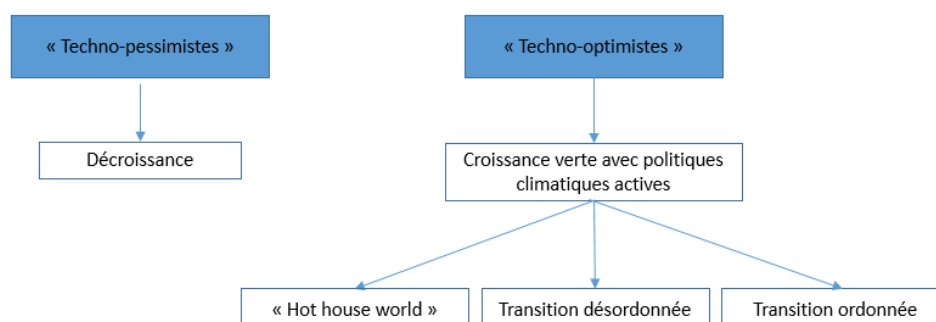 « Techno-pessimistes »
« Techno-optimistes »
Décroissance
Croissance verte avec politiques
climatiques actives
« Hot house world »
Transition désordonnée
Transition ordonnée